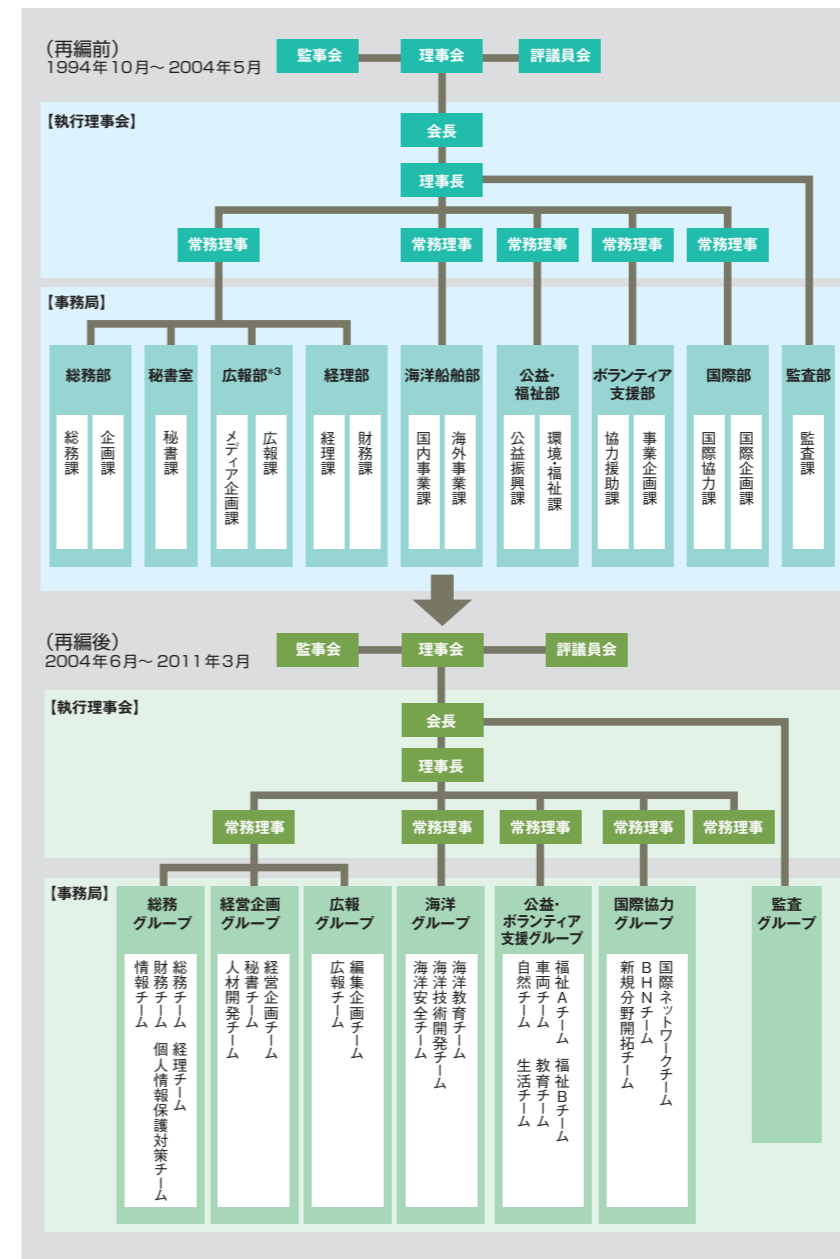 （再編前）
1994年10月～2004年5月
監事会
理事会
評議員会
【執行理事会】
会長
理事長
常務理事
常務理事
常務理事
常務理事
常務理事
【事務局】
総務部
総務課
企画課
秘書室
秘書課
広報部*3
メディア企画課
広報課
経理部
経理課
財務課
海洋船舶部
国内事業課
海外事業課
公益・
福祉部
公益振興課
環境・福祉課
ボランティア
支援部
協力援助課
事業企画課
国際部
国際協力課
国際企画課
監査部
監査課
（再編後）
2004年6月～2011年3月
監事会
理事会
評議員会
【執行理事会】
会長
理事長
常務理事
常務理事
常務理事
常務理事
常務理事
【事務局】
総務
グループ
総務チーム 経理チーム
財務チーム 個人情報保護対策チーム
情報チーム
経営企画
グループ
経営企画チーム
秘書チーム
人材開発チーム
広報
グループ
編集企画チーム
広報チーム
海洋
グループ
海洋教育チーム
海洋技術開発チーム
海洋安全チーム
公益・
ボランティア
支援グループ
福祉Aチーム 福祉Bチーム
車両チーム 教育チーム
自然チーム 生活チーム
国際協力
グループ
国際ネットワークチーム
BHNチーム
新規分野開拓チーム
監査
グループ